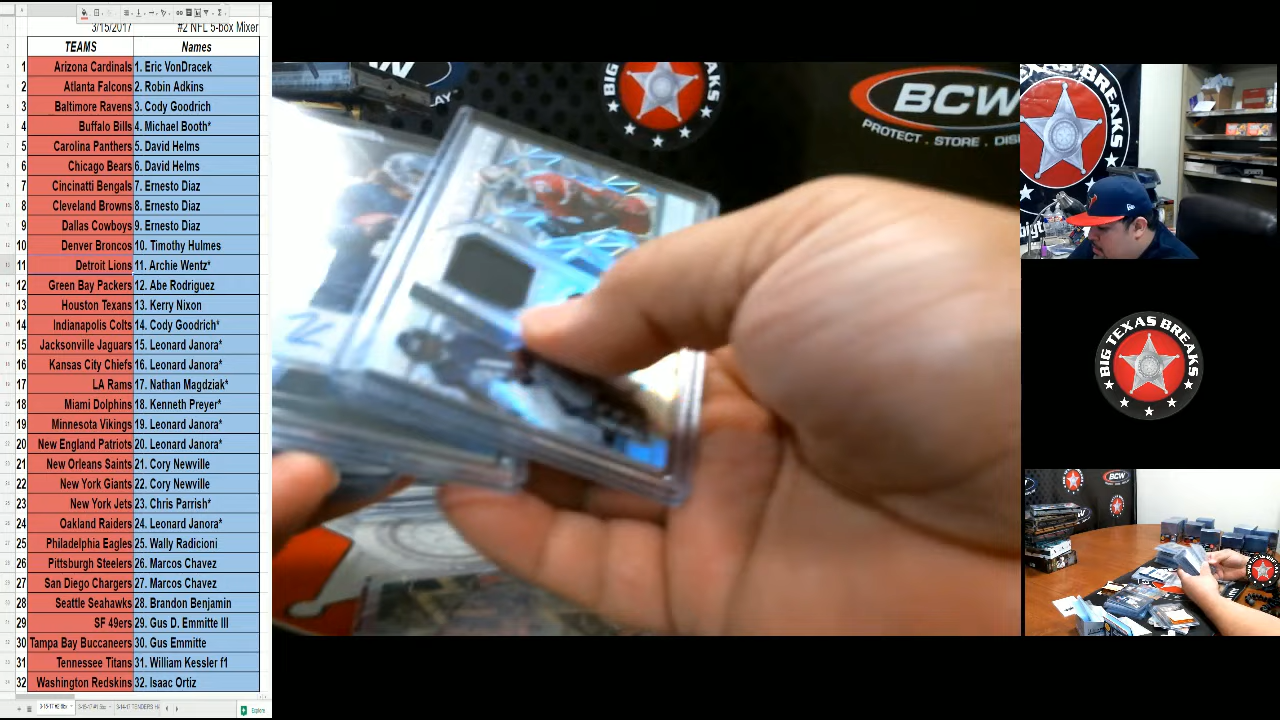 3/15/2017 #2 NFL 5-box Mixer
TEAMS Names
1 Arizona Cardinals 1. Eric VonDracek
2 Atlanta Falcons 2. Robin Adkins
3 Baltimore Ravens 3. Cody Goodrich
4 Buffalo Bills 4. Michael Booth*
5 Carolina Panthers 5. David Helms
6 Chicago Bears 6. David Helms
7 Cincinatti Bengals 7. Ernesto Diaz
8 Cleveland Browns 8. Ernesto Diaz
9 Dallas Cowboys 9. Ernesto Diaz
10 Denver Broncos 10. Timothy Hulmes
11 Detroit Lions 11. Archie Wentz*
12 Green Bay Packers 12. Abe Rodriguez
13 Houston Texans 13. Kerry Nixon
14 Indianapolis Colts 14. Cody Goodrich*
15 Jacksonville Jaguars 15. Leonard Janora*
16 Kansas City Chiefs 16. Leonard Janora*
17 LA Rams 17. Nathan Magdziak*
18 Miami Dolphins 18. Kenneth Preyer*
19 Minnesota Vikings 19. Leonard Janora*
20 New England Patriots 20. Leonard Janora*
21 New Orleans Saints 21. Cory Newville
22 New York Giants 22. Cory Newville
23 New York Jets 23. Chris Parrish*
24 Oakland Raiders 24. Leonard Janora*
25 Philadelphia Eagles 25. Wally Radicioni
26 Pittsburgh Steelers 26. Marcos Chavez
27 San Diego Chargers 27. Marcos Chavez
28 Seattle Seahawks 28. Brandon Benjamin
29 SF 49ers 29. Gus D. Emmitte III
30 Tampa Bay Buccaneers 30. Gus Emmitte
31 Tennessee Titans 31. William Kessler f1
32 Washington Redskins 32. Isaac Ortiz
Explore
BCW
PROTECT . STORE . DIS
BIG TEXAS BREAKS
BCW